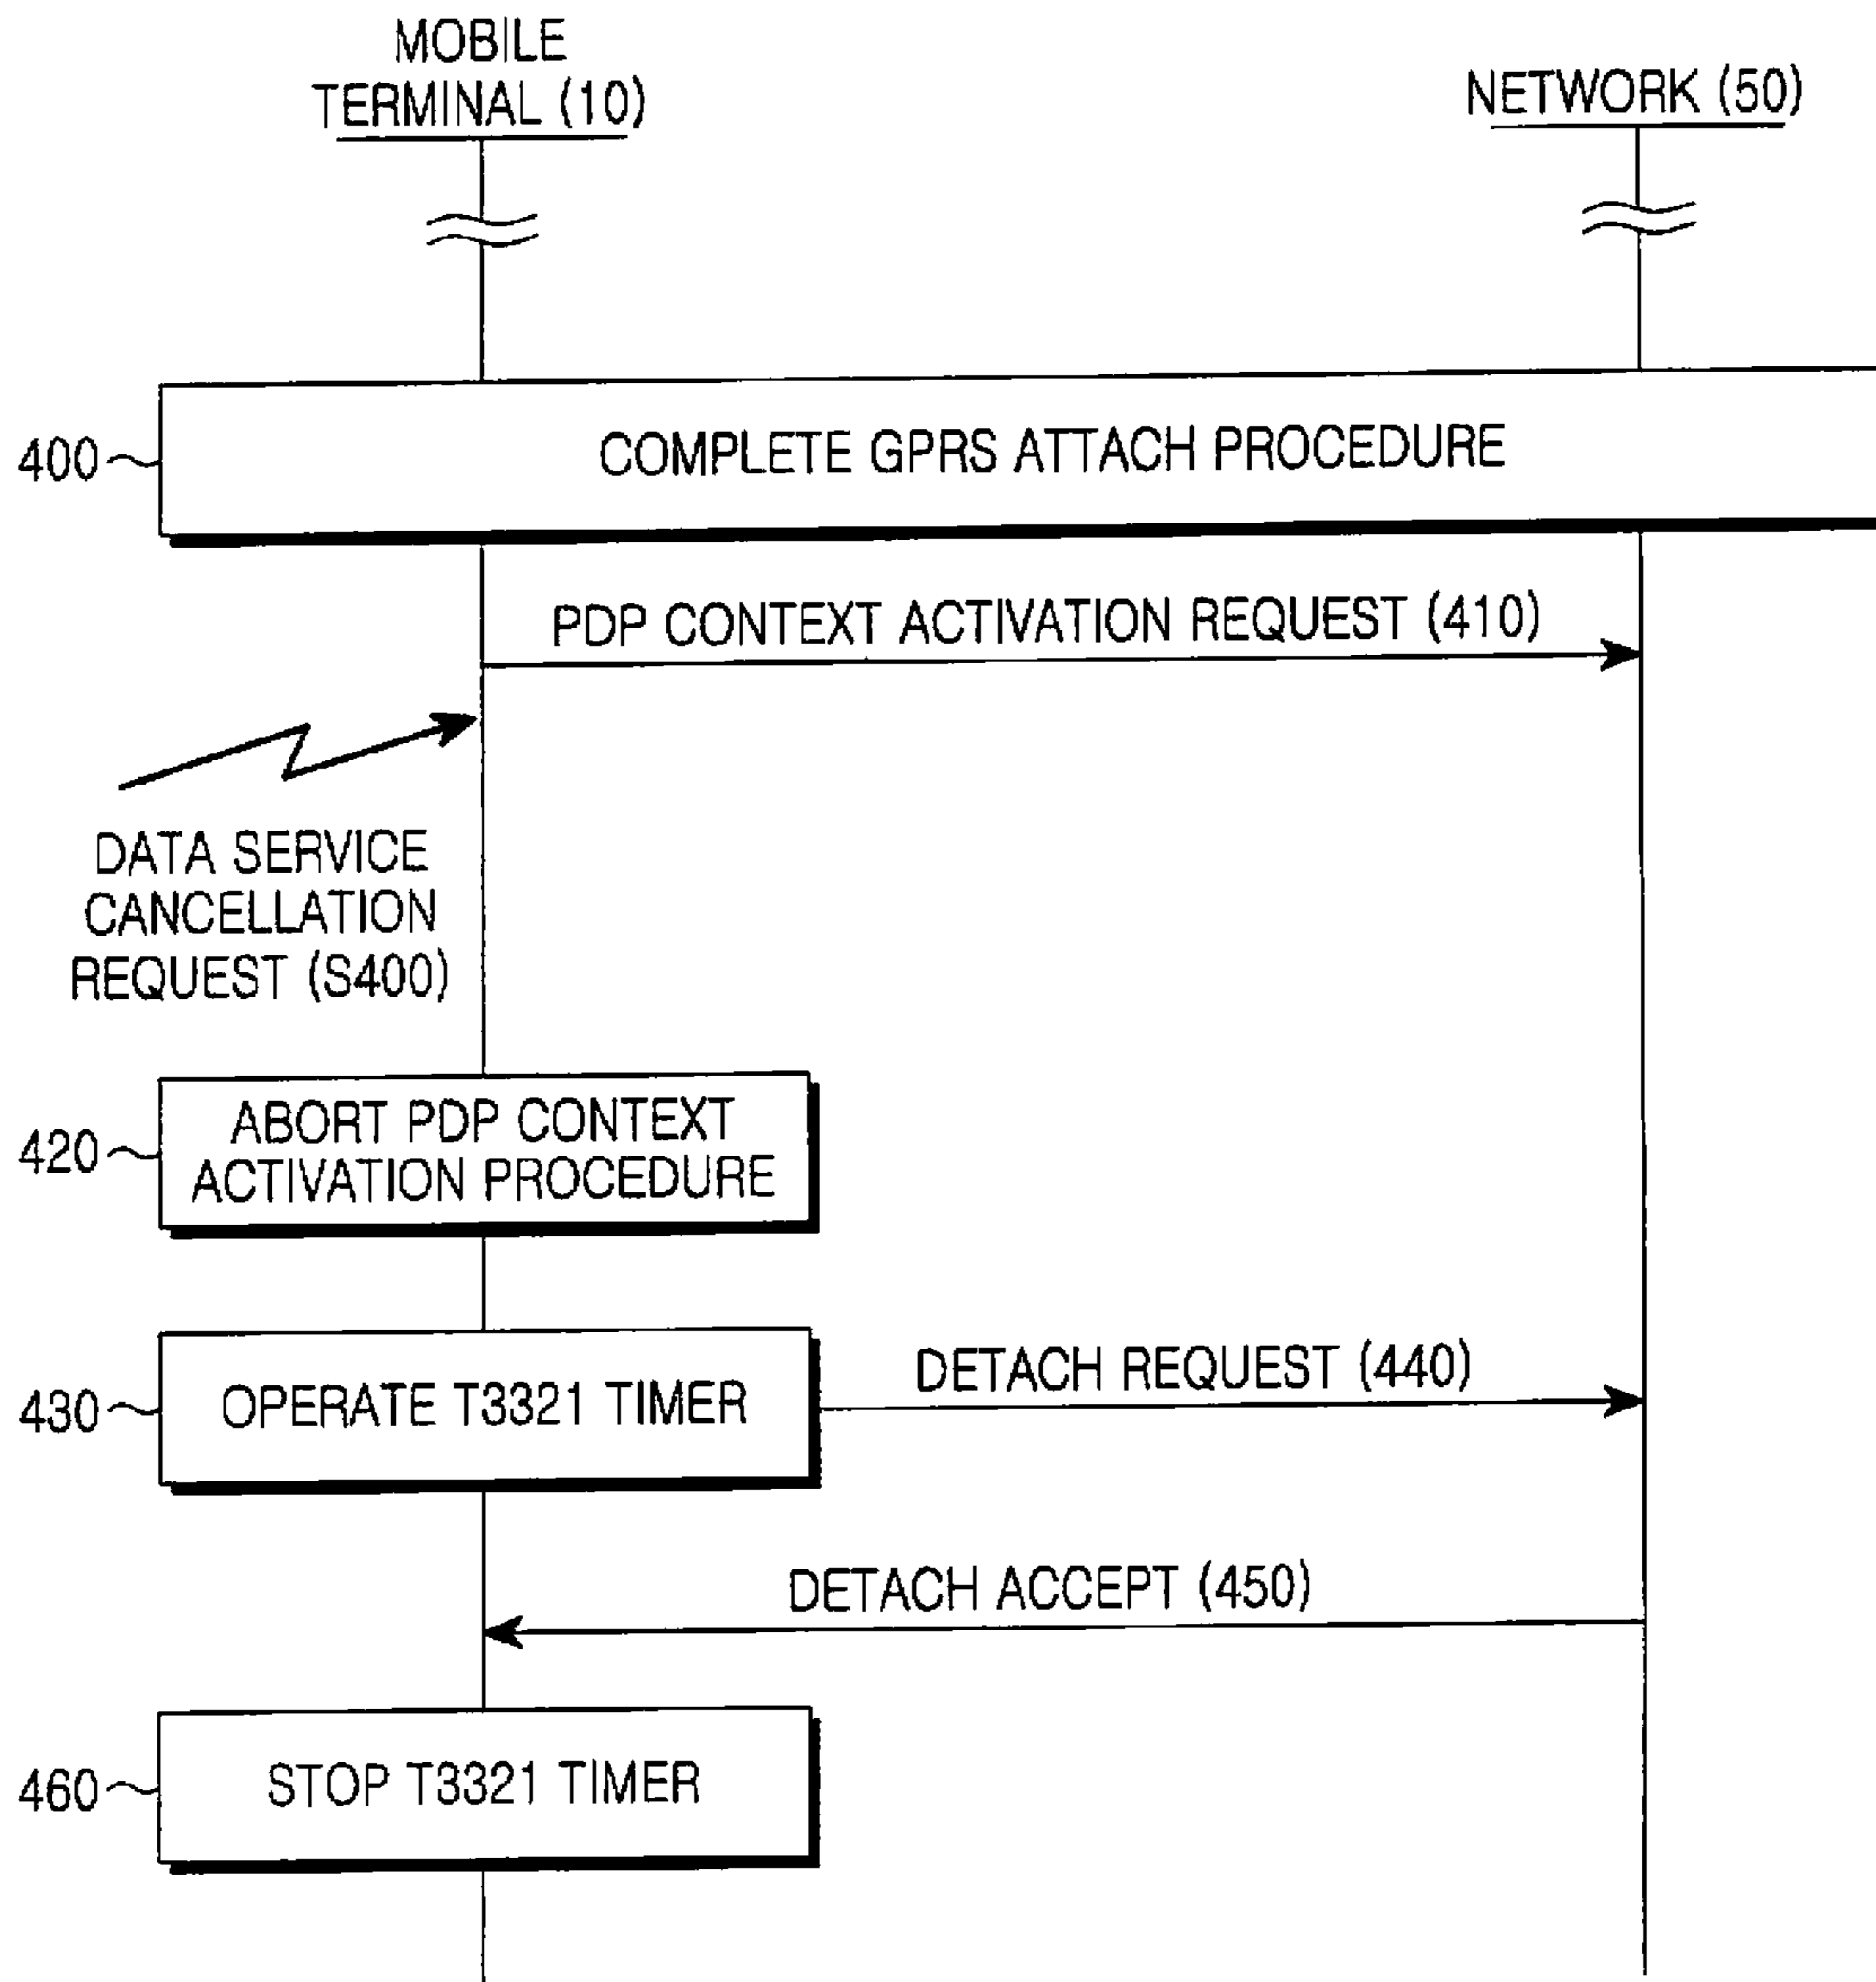 MOBILE
TERMINAL (10)
NETWORK (50)
400
COMPLETE GPRS ATTACH PROCEDURE
PDP CONTEXT ACTIVATION REQUEST (410)
DATA SERVICE
CANCELLATION
REQUEST (S400)
420
ABORT PDP CONTEXT
ACTIVATION PROCEDURE
430
OPERATE T3321 TIMER
DETACH REQUEST (440)
DETACH ACCEPT (450)
460
STOP T3321 TIMER